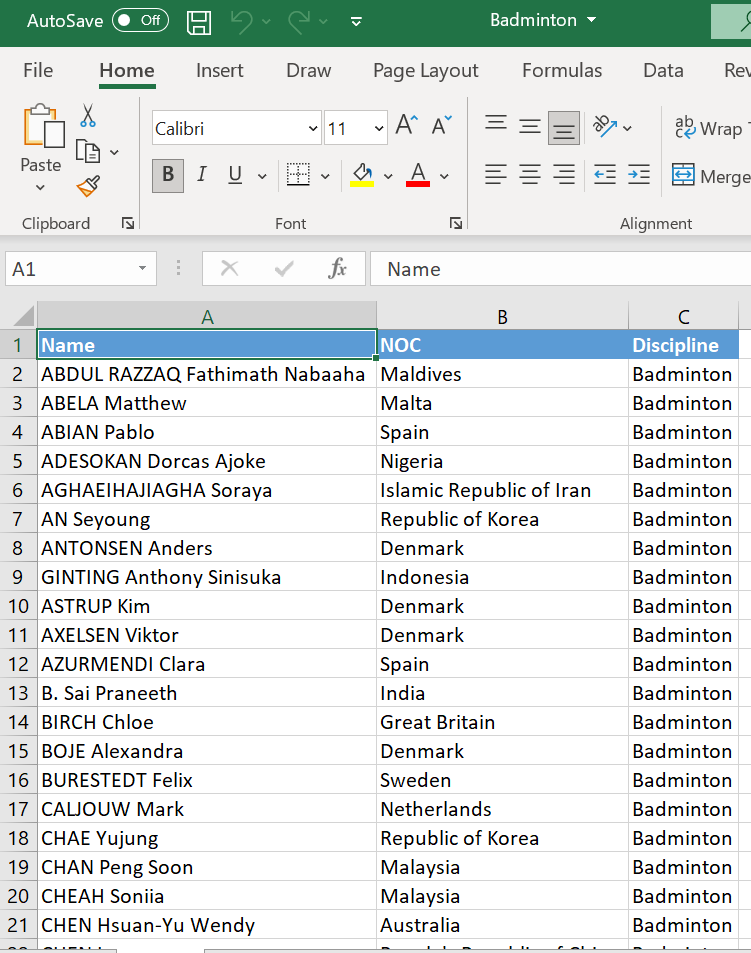 AutoSave Off Badminton
File Home Insert Draw Page Layout Formulas Data Rev
Calibri 11 A A ab Wrap
Paste B I U A c Merge
Clipboard Font Alignment
A1 fx Name
A B C
1 Name NOC Discipline
2 ABDUL RAZZAQ Fathimath Nabaaha Maldives Badminton
3 ABELA Matthew Malta Badminton
4 ABIAN Pablo Spain Badminton
5 ADESOKAN Dorcas Ajoke Nigeria Badminton
6 AGHAEIHAJIAGHA Soraya Islamic Republic of Iran Badminton
7 AN Seyoung Republic of Korea Badminton
8 ANTONSEN Anders Denmark Badminton
9 GINTING Anthony Sinisuka Indonesia Badminton
10 ASTRUP Kim Denmark Badminton
11 AXELSEN Viktor Denmark Badminton
12 AZURMENDI Clara Spain Badminton
13 B. Sai Praneeth India Badminton
14 BIRCH Chloe Great Britain Badminton
15 BOJE Alexandra Denmark Badminton
16 BURESTEDT Felix Sweden Badminton
17 CALJOUW Mark Netherlands Badminton
18 CHAE Yujung Republic of Korea Badminton
19 CHAN Peng Soon Malaysia Badminton
20 CHEAH Soniia Malaysia Badminton
21 CHEN Hsuan-Yu Wendy Australia Badminton